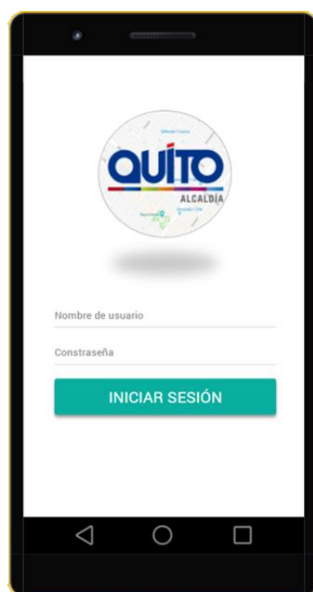 QUITO
ALCALDÍA
Nombre de usuario
Constraseña
INICIAR SESIÓN